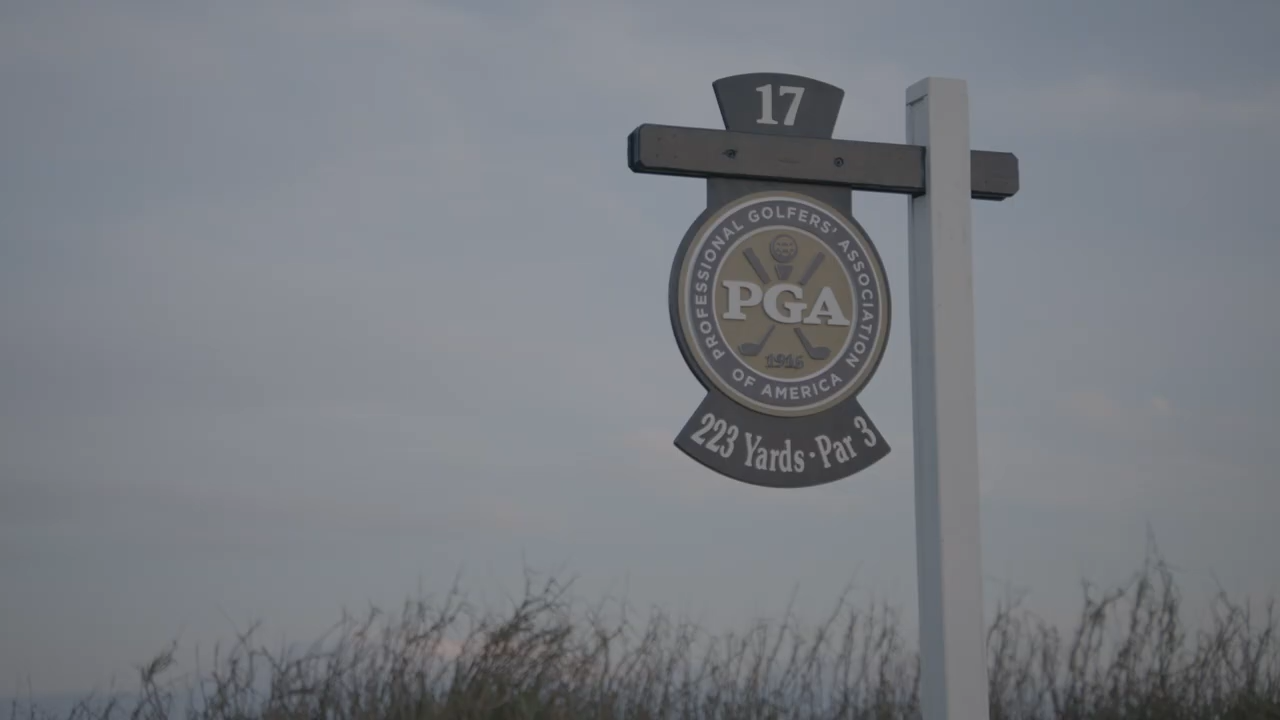 17
PROFESSIONAL GOLFERS' ASSOCIATION
OF AMERICA
PGA
1916
223 Yards · Par 3